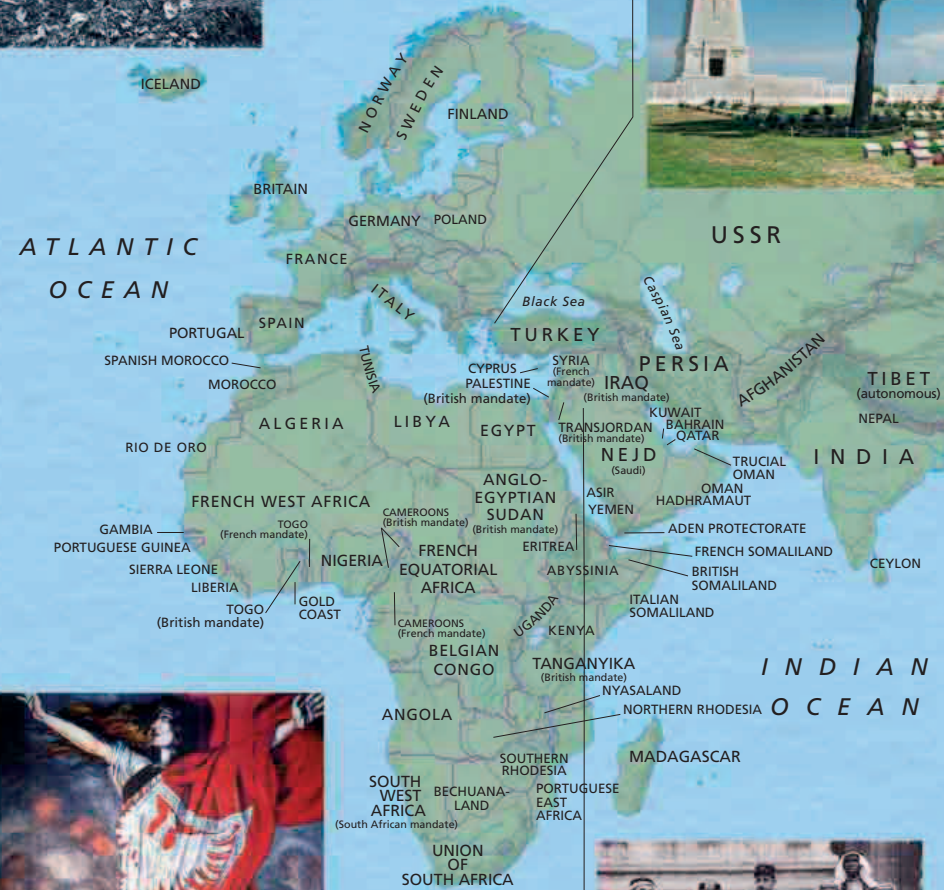 ICELAND
NORWAY
SWEDEN
FINLAND
BRITAIN
GERMANY
POLAND
ATLANTIC
OCEAN
FRANCE
USSR
ITALY
Black Sea
Caspian Sea
PORTUGAL
SPAIN
TURKEY
SPANISH MOROCCO
MOROCCO
TUNISIA
CYPRUS
PALESTINE
(British mandate)
SYRIA
(French
mandate)
IRAQ
(British mandate)
PERSIA
AFGHANISTAN
TIBET
(autonomous)
NEPAL
ALGERIA
LIBYA
EGYPT
TRANSJORDAN
(British mandate)
KUWAIT
BAHRAIN
QATAR
NEJD
(Saudi)
TRUCIAL
OMAN
INDIA
RIO DE ORO
FRENCH WEST AFRICA
ANGLO-
EGYPTIAN
SUDAN
(British mandate)
ASIR
YEMEN
OMAN
HADHRAMAUT
GAMBIA
PORTUGUESE GUINEA
SIERRA LEONE
LIBERIA
TOGO
(French mandate)
CAMEROONS
(British mandate)
NIGERIA
FRENCH
EQUATORIAL
AFRICA
ERITREA
ABYSSINIA
ADEN PROTECTORATE
FRENCH SOMALILAND
BRITISH
SOMALILAND
CEYLON
TOGO
(British mandate)
GOLD
COAST
CAMEROONS
(French mandate)
UGANDA
KENYA
ITALIAN
SOMALILAND
BELGIAN
CONGO
TANGANYIKA
(British mandate)
INDIAN
OCEAN
NYASALAND
NORTHERN RHODESIA
ANGOLA
MADAGASCAR
SOUTHERN
RHODESIA
SOUTH
WEST
AFRICA
(South African mandate)
BECHUANA-
LAND
PORTUGUESE
EAST
AFRICA
UNION
OF
SOUTH AFRICA